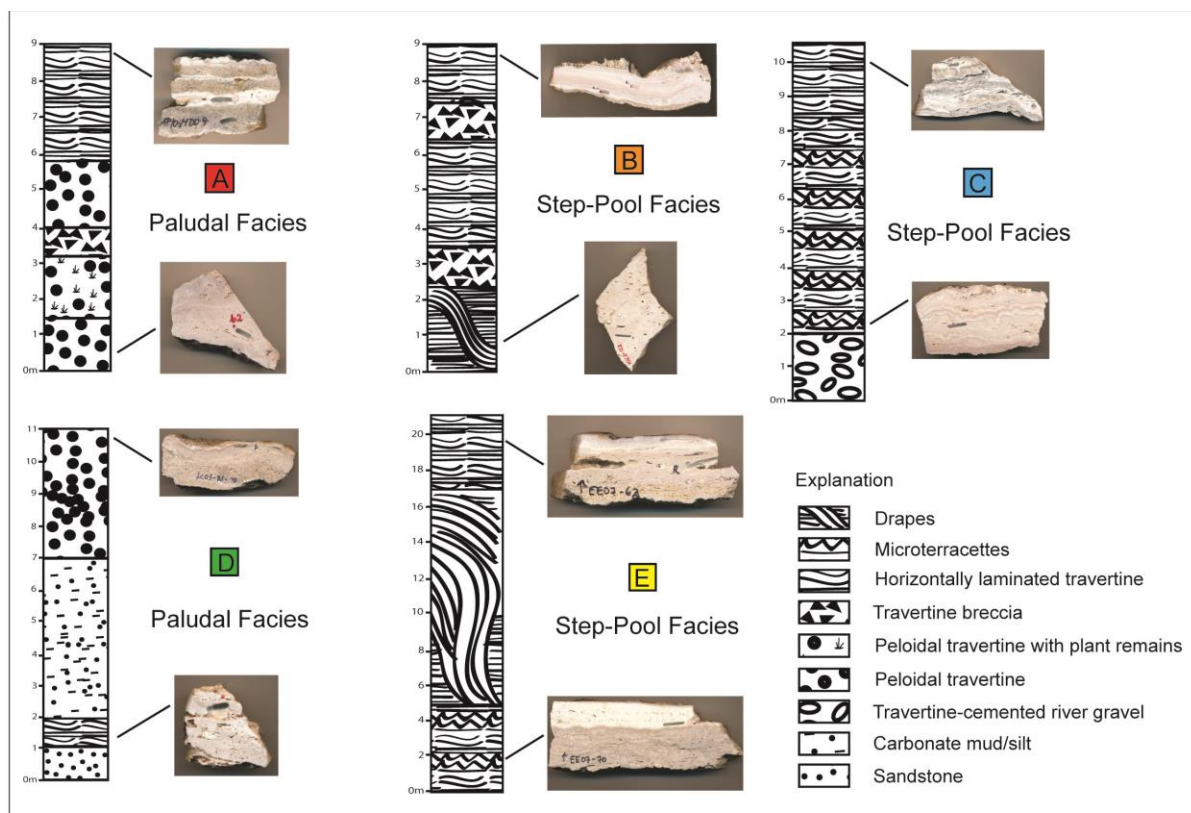 9
8
7
6
5
4
3
2
1
0m
A
Paludal Facies
62
9
8
7
6
5
4
3
2
1
0m
B
Step-Pool Facies
10
9
8
7
6
5
4
3
2
1
0m
C
Step-Pool Facies
11
10
9
8
7
6
5
4
3
2
1
0m
D
Paludal Facies
20
18
16
14
12
10
8
6
4
2
0m
↑EE07-62
E
Step-Pool Facies
↑EE07-70
Explanation
Drapes
Microterracettes
Horizontally laminated travertine
Travertine breccia
Peloidal travertine with plant remains
Peloidal travertine
Travertine-cemented river gravel
Carbonate mud/silt
Sandstone